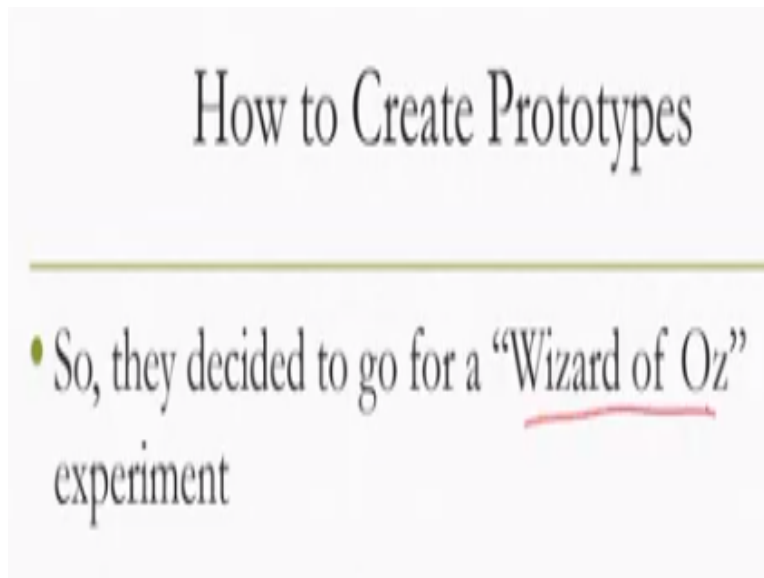 How to Create Prototypes
• So, they decided to go for a “Wizard of Oz”
experiment